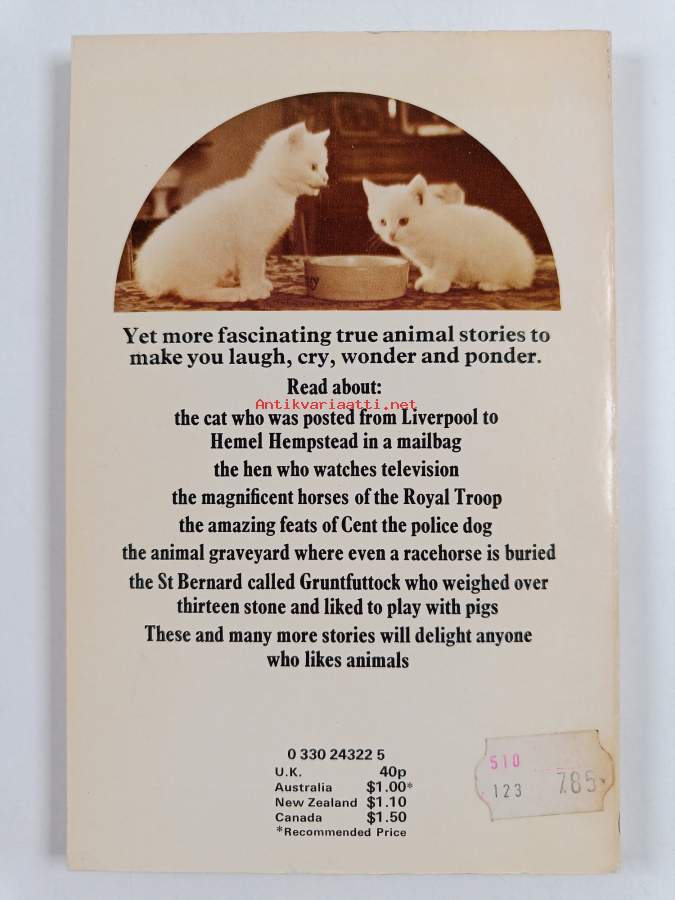 Yet more fascinating true animal stories to
make you laugh, cry, wonder and ponder.
Read about:
Antikvariaatti.net
the cat who was posted from Liverpool to
Hemel Hempstead in a mailbag
the hen who watches television
the magnificent horses of the Royal Troop
the amazing feats of Cent the police dog
the animal graveyard where even a racehorse is buried
the St Bernard called Gruntfuttock who weighed over
thirteen stone and liked to play with pigs
These and many more stories will delight anyone
who likes animals
0 330 24322 5
U.K. 40p
Australia $1.00*
New Zealand $1.10
Canada $1.50
*Recommended Price
510
123 7.85